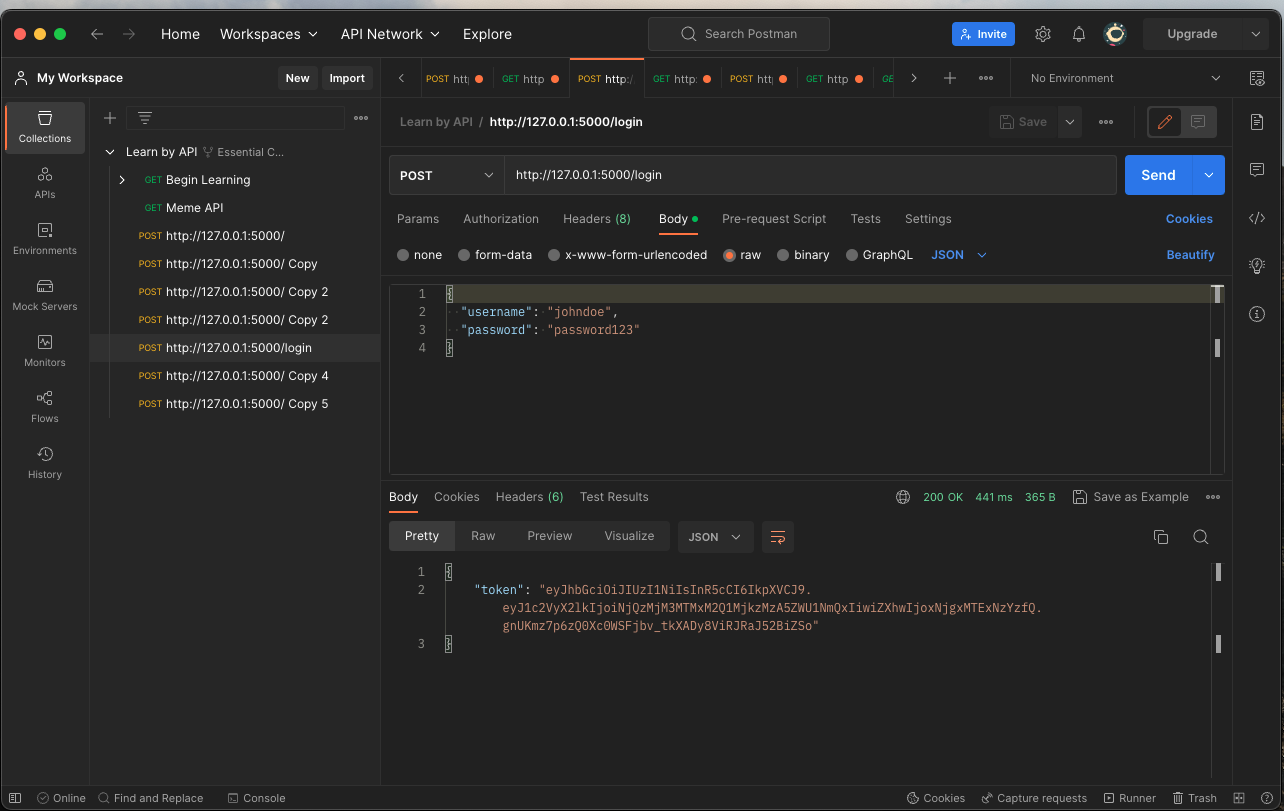 Home Workspaces API Network Explore Search Postman Invite Upgrade
My Workspace New Import
POST GET http POST http:/ GET http: POST GET http GE No Environment
Collections
APIs
Environments
Mock Servers
Monitors
Flows
History
Learn by API Essential C...
GET Begin Learning
GET Meme API
POST http://127.0.0.1:5000/
POST http://127.0.0.1:5000/ Copy
POST http://127.0.0.1:5000/ Copy 2
POST http://127.0.0.1:5000/ Copy 2
POST http://127.0.0.1:5000/login
POST http://127.0.0.1:5000/ Copy 4
POST http://127.0.0.1:5000/ Copy 5
Learn by API / http://127.0.0.1:5000/login Save
POST http://127.0.0.1:5000/login Send
Params Authorization Headers (8) Body Pre-request Script Tests Settings Cookies
none form-data x-www-form-urlencoded raw binary GraphQL JSON Beautify
1 {
2 "username": "johndoe",
3 "password": "password123"
4 }
Body Cookies Headers (6) Test Results 200 OK 441 ms 365 B Save as Example
Pretty Raw Preview Visualize JSON
1 {
2 "token": "eyJhbGciOiJIUzI1NiIsInR5cCI6IkpXVCJ9.
eyJ1c2VyX2lkIjoiNjQzMjM3MTMxM2Q1MjkzMzA5ZWU1NmQxIiwiZXhwIjoxNjgxMTExNzYzfQ.
gnUKmz7p6zQ0Xc0WSFjbv_tkXADy8ViRJRaJ52BiZSo"
3 }
Online Find and Replace Console Cookies Capture requests Runner Trash